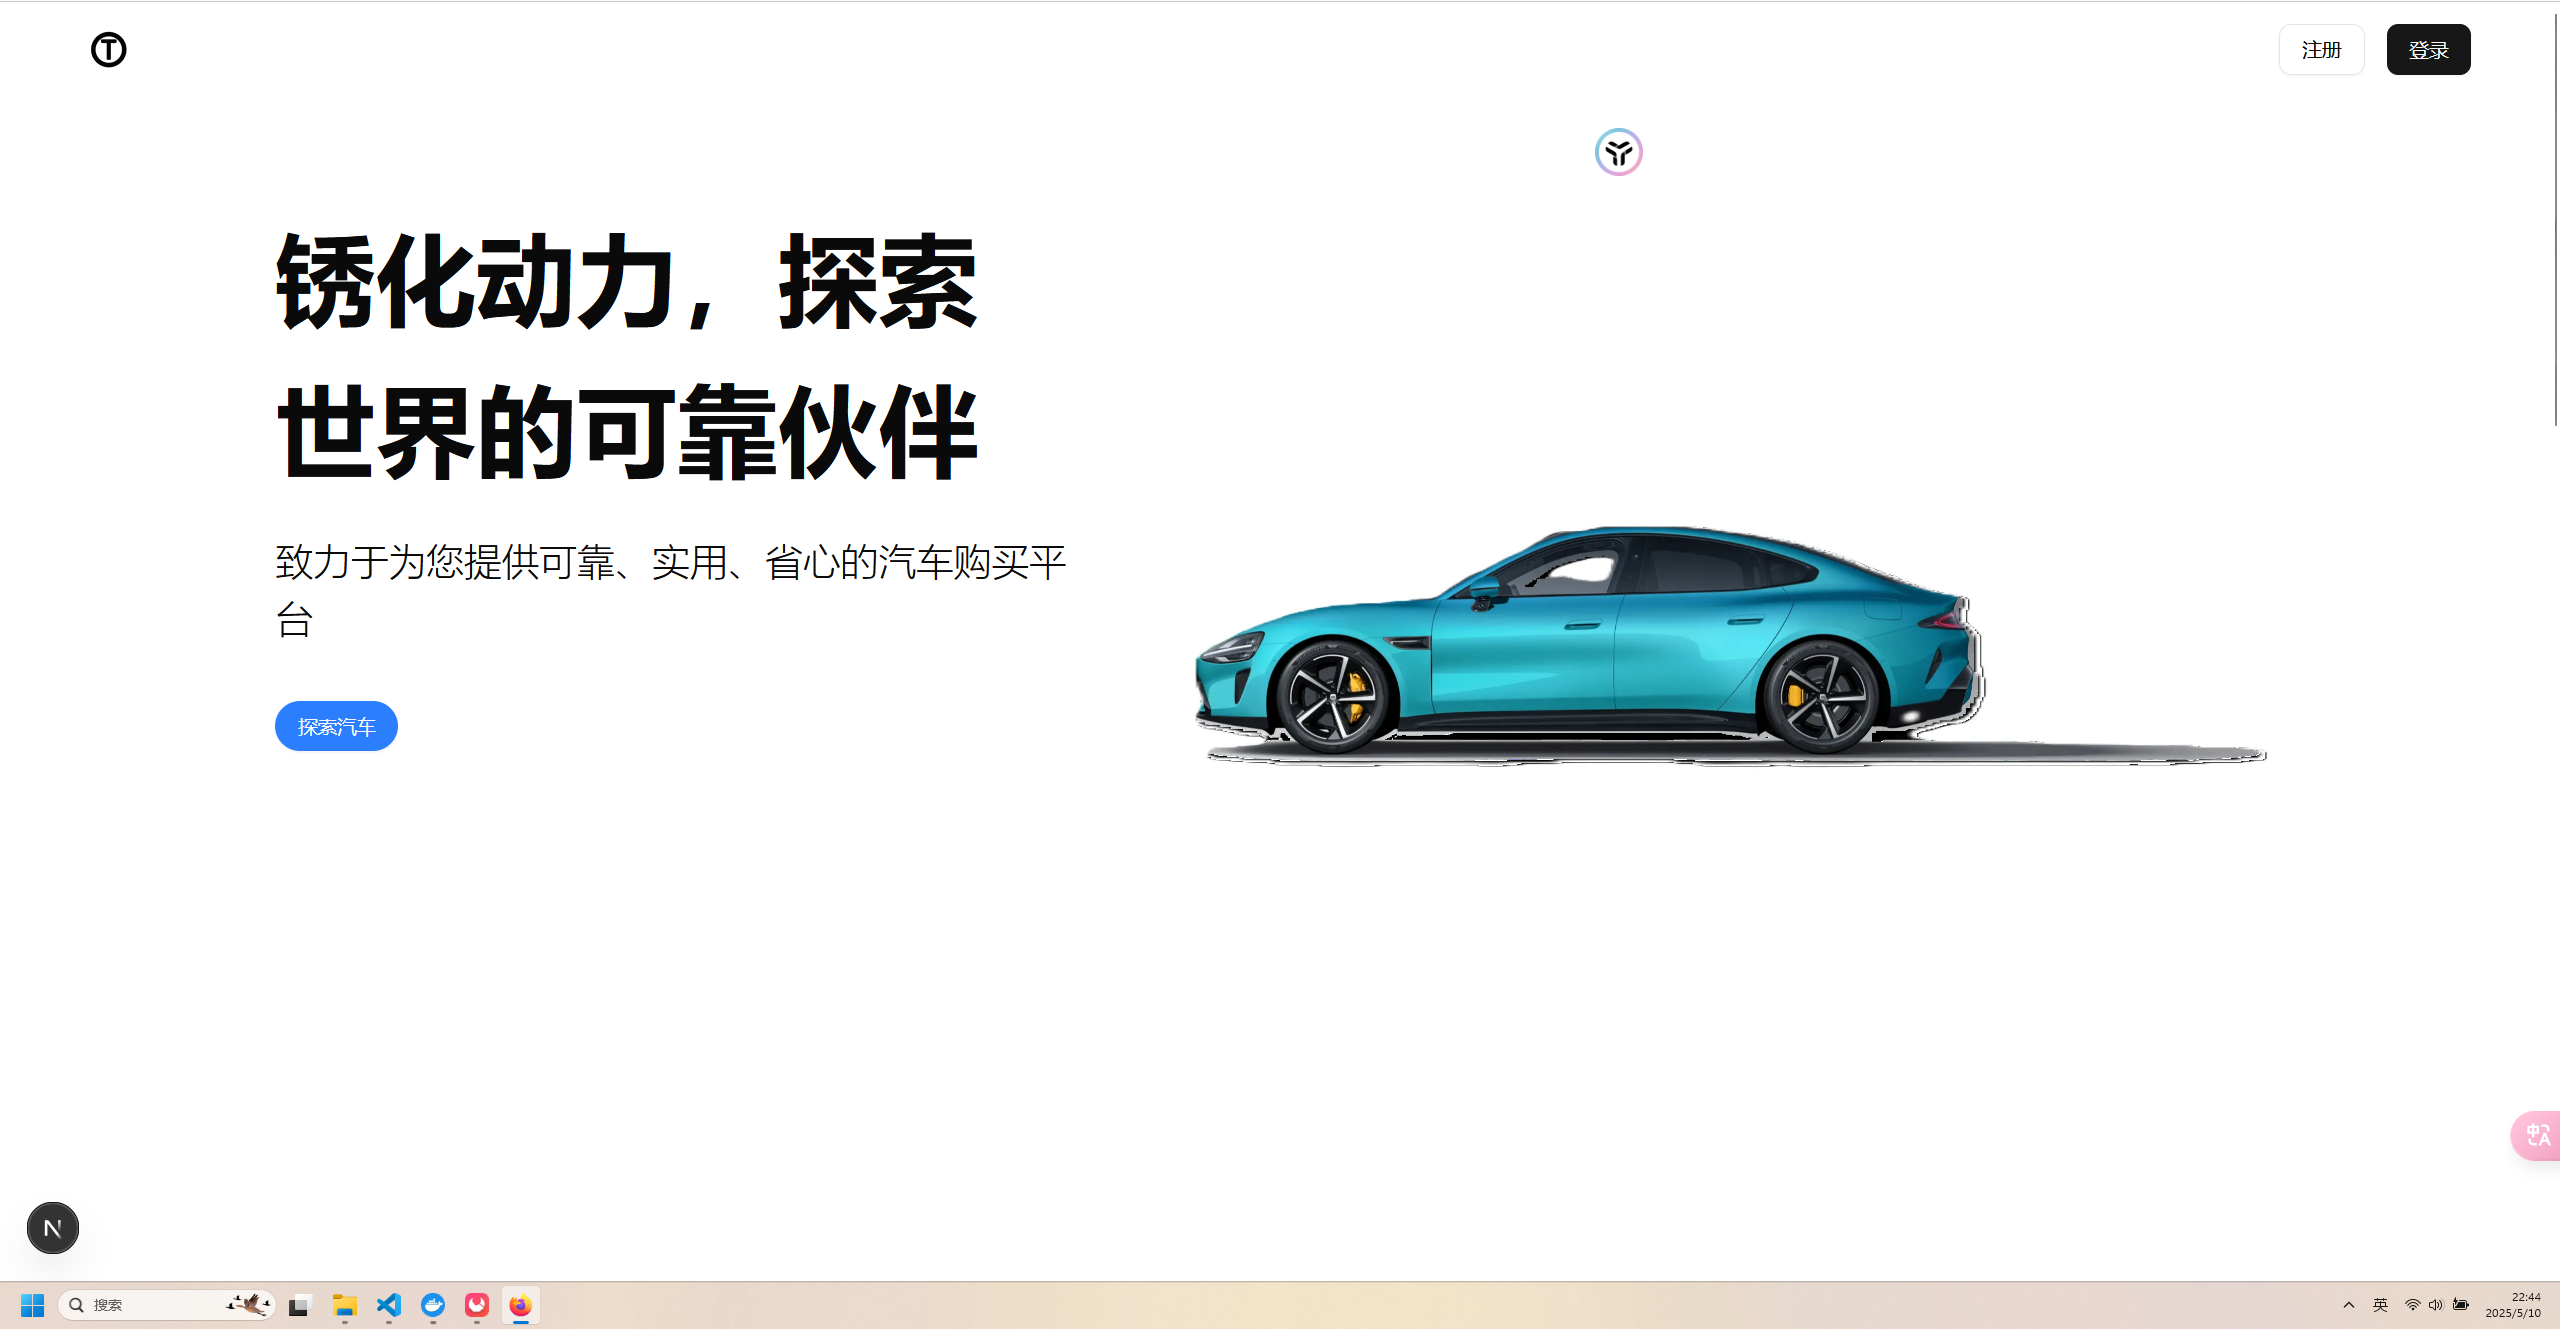 T
注册
登录
锈化动力，探索
世界的可靠伙伴
致力于为您提供可靠、实用、省心的汽车购买平
台
探索汽车
中A
N
搜索
英
22:44
2025/5/10